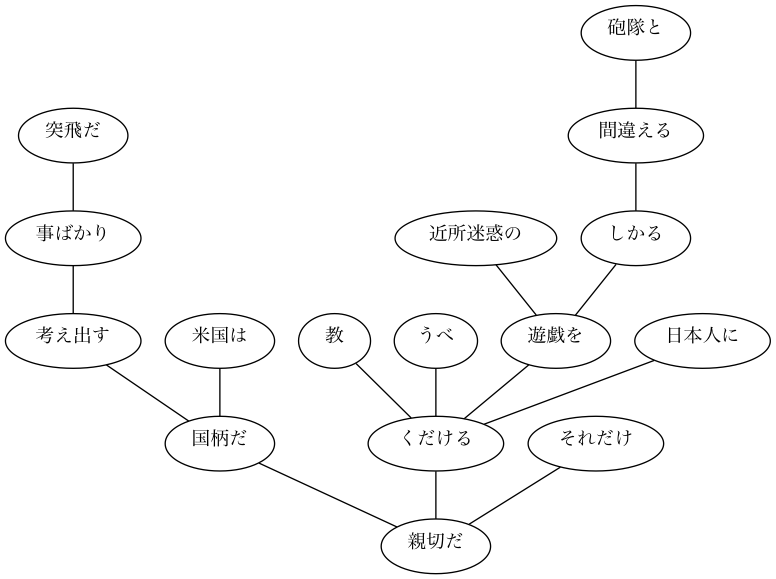 砲隊と
突飛だ
間違える
事ばかり
近所迷惑の
しかる
考え出す
米国は
教
うべ
遊戯を
日本人に
国柄だ
くだける
それだけ
親切だ